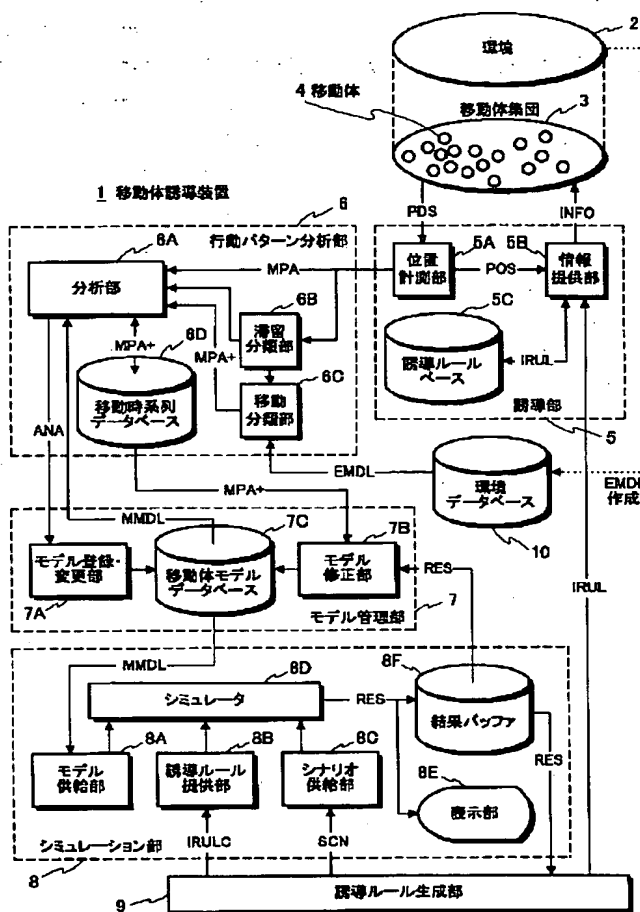 2
環境
4 移動体
移動体集団
3
1 移動体誘導装置
PDS
INFO
6
行動パターン分析部
6A
分析部
MPA
位置
計測部
5A
POS
5B
情報
提供部
6B
滞留
分類部
5C
誘導ルール
ベース
IRUL
MPA+
6D
MPA+
6C
移動
分類部
移動時系列
データベース
誘導部
5
ANA
EMDL
環境
データベース
10
EMDL
作成
MPA+
MMDL
7C
7B
モデル登録・
変更部
7A
移動体モデル
データベース
モデル
修正部
RES
IRUL
モデル管理部
7
MMDL
8D
シミュレータ
RES
8F
結果バッファ
8A
モデル
供給部
8B
誘導ルール
提供部
8C
シナリオ
供給部
8E
表示部
RES
シミュレーション部
IRULC
SCN
8
9
誘導ルール生成部